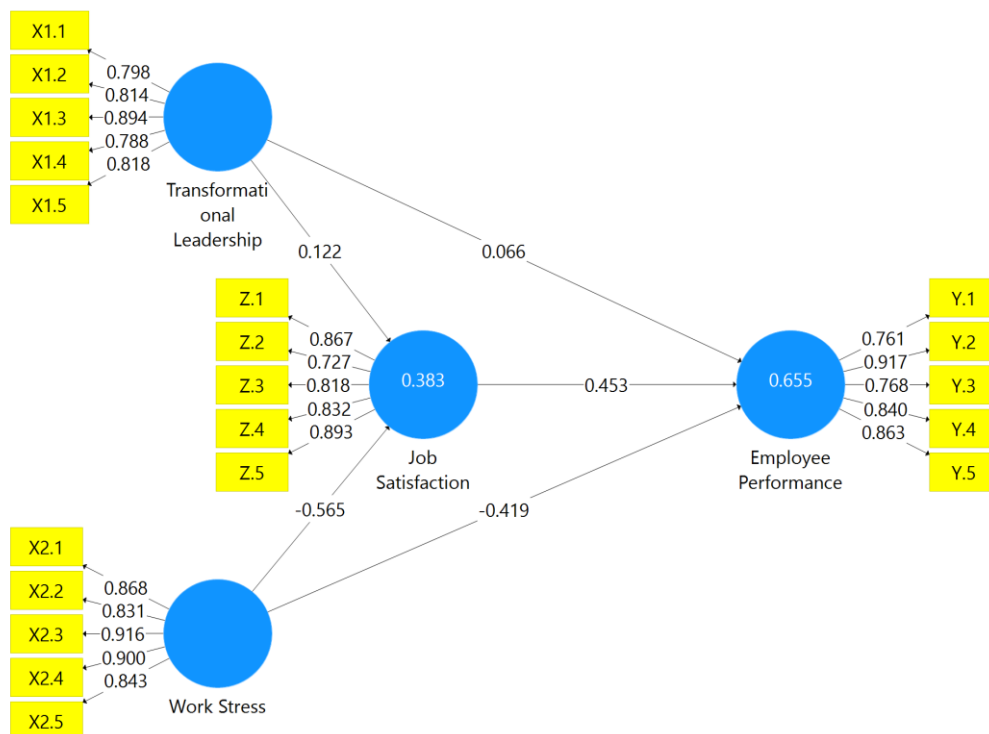 X1.1
X1.2
X1.3
X1.4
X1.5
0.798
0.814
0.894
0.788
0.818
Transformati
onal
Leadership
0.122
0.066
Z.1
Z.2
Z.3
Z.4
Z.5
0.867
0.727
0.818
0.832
0.893
0.383
Job
Satisfaction
0.453
0.655
Employee
Performance
0.761
0.917
0.768
0.840
0.863
Y.1
Y.2
Y.3
Y.4
Y.5
-0.565
-0.419
X2.1
X2.2
X2.3
X2.4
X2.5
0.868
0.831
0.916
0.900
0.843
Work Stress